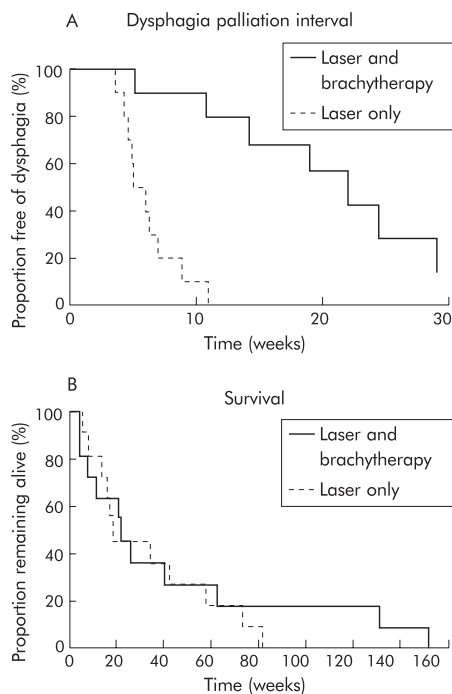 A
Dysphagia palliation interval
Laser and
brachytherapy
Laser only
Proportion free of dysphagia (%)
100
80
60
40
20
0
0 10 20 30
Time (weeks)
B
Survival
Laser and
brachytherapy
Laser only
Proportion remaining alive (%)
100
80
60
40
20
0
0 20 40 60 80 100 120 140 160
Time (weeks)